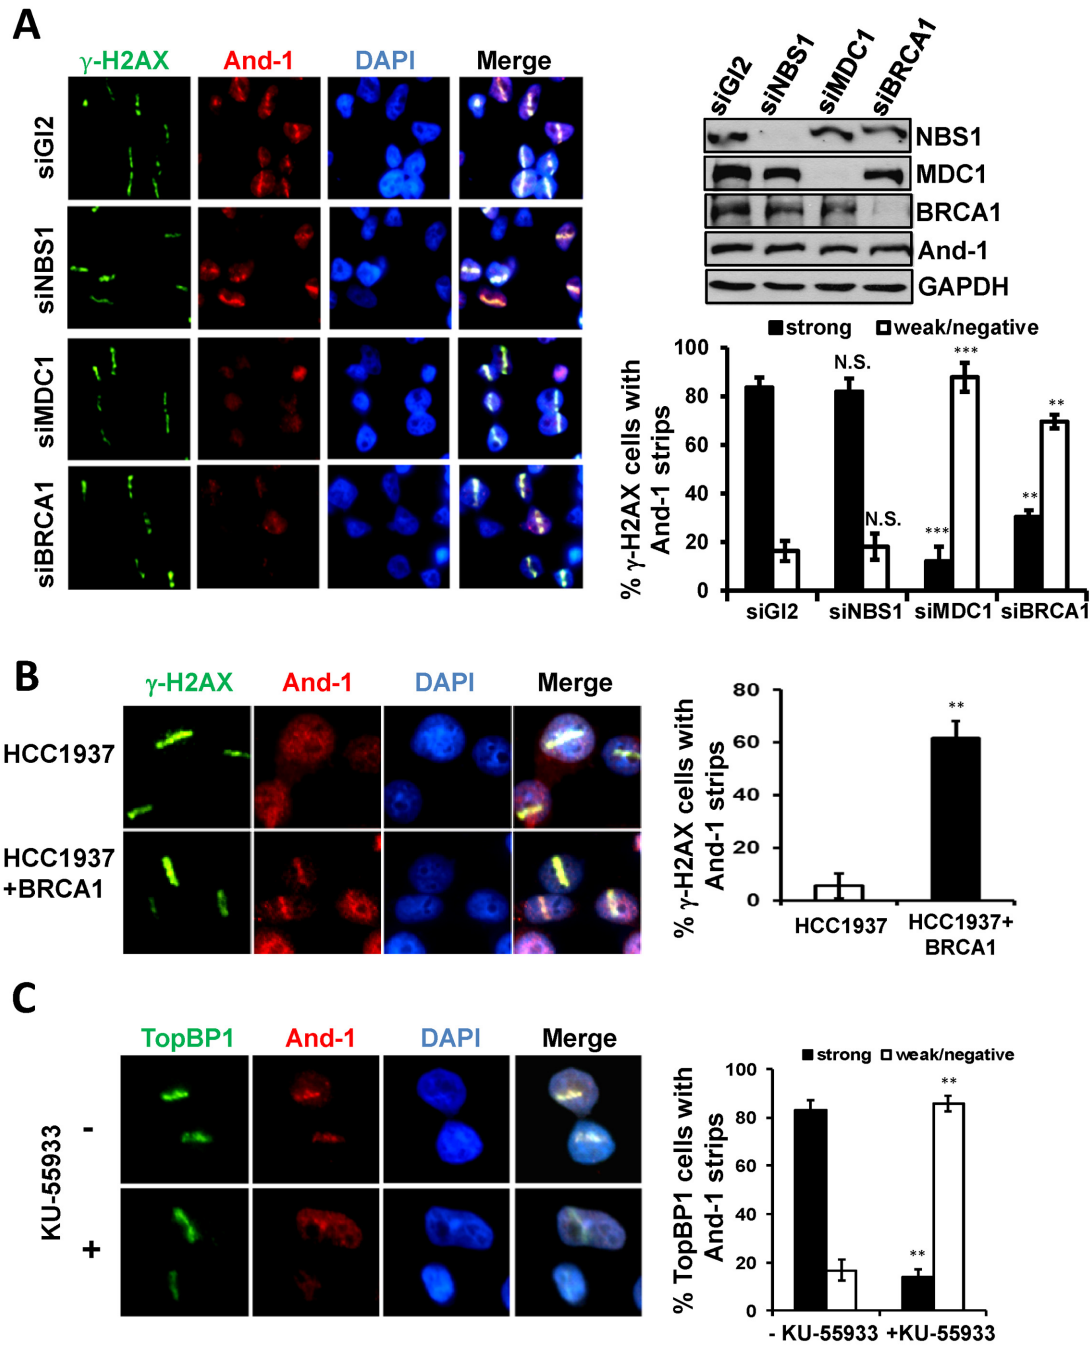 A
γ-H2AX And-1 DAPI Merge
siGl2
siNBS1
siMDC1
siBRCA1
siGl2 siNBS1 siMDC1 siBRCA1
NBS1
MDC1
BRCA1
And-1
GAPDH
strong weak/negative
% γ-H2AX cells with
And-1 strips
100
80
60
40
20
0
N.S.
N.S.
***
***
**
**
siGl2 siNBS1 siMDC1 siBRCA1
B
γ-H2AX And-1 DAPI Merge
HCC1937
HCC1937
+BRCA1
% γ-H2AX cells with
And-1 strips
80
60
40
20
0
**
HCC1937 HCC1937+
BRCA1
C
TopBP1 And-1 DAPI Merge
KU-55933
-
+
strong weak/negative
% TopBP1 cells with
And-1 strips
100
80
60
40
20
0
**
**
- KU-55933 +KU-55933